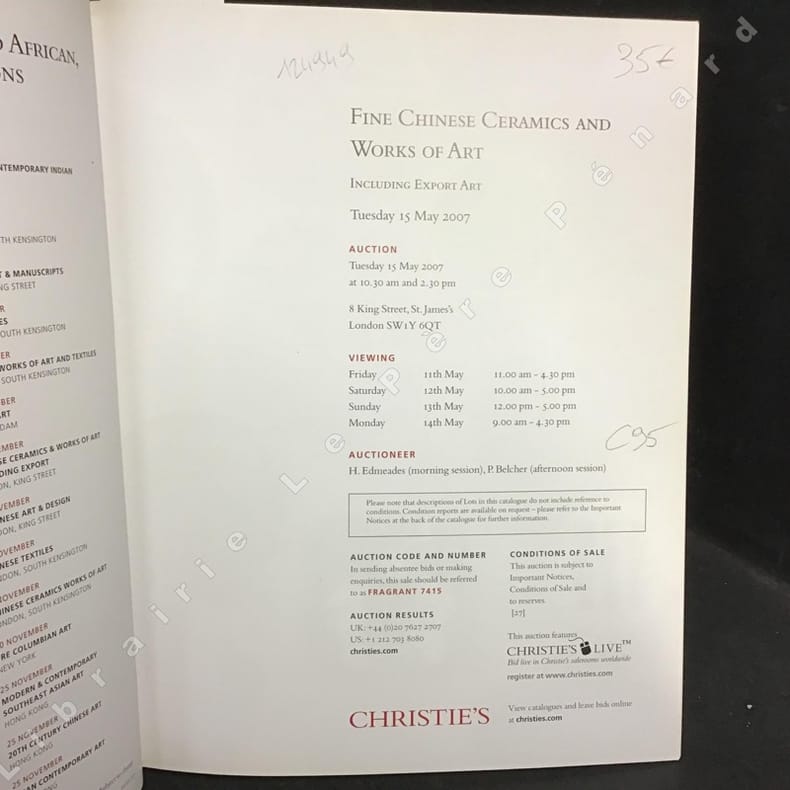 AFRICAN,
NTEMPORARY INDIAN
TH KENSINGTON
T & MANUSCRIPTS
NG STREET
OUTH KENSINGTON
WORKS OF ART AND TEXTILES
SOUTH KENSINGTON
BER
ART
DAM
EMBER
SE CERAMICS & WORKS OF ART
DING EXPORT
ON, KING STREET
VEMBER
NESE ART & DESIGN
DON, KING STREET
VEMBER
NESE TEXTILES
NDON, SOUTH KENSINGTON
NOVEMBER
HINESE CERAMICS WORKS OF ART
ONDON, SOUTH KENSINGTON
0 NOVEMBER
RE COLUMBIAN ART
NEW YORK
25 NOVEMBER
MODERN & CONTEMPORARY
SOUTHEAST ASIAN ART
HONG KONG
25 NOVEMBER
20TH CENTURY CHINESE ART
HONG KONG
25 NOVEMBER
AN CONTEMPORARY ART
124949
35€
FINE CHINESE CERAMICS AND
WORKS OF ART
INCLUDING EXPORT ART
Tuesday 15 May 2007
AUCTION
Tuesday 15 May 2007
at 10.30 am and 2.30 pm
8 King Street, St. James's
London SW1Y 6QT
VIEWING
Friday 11th May 11.00 am – 4.30 pm
Saturday 12th May 10.00 am – 5.00 pm
Sunday 13th May 12.00 pm – 5.00 pm
Monday 14th May 9.00 am – 4.30 pm
C95
AUCTIONEER
H. Edmeades (morning session), P. Belcher (afternoon session)
Please note that descriptions of Lots in this catalogue do not include reference to
conditions. Condition reports are available on request – please refer to the Important
Notices at the back of the catalogue for further information.
AUCTION CODE AND NUMBER
In sending absentee bids or making
enquiries, this sale should be referred
to as FRAGRANT 7415
AUCTION RESULTS
UK: +44 (0)20 7627 2707
US: +1 212 703 8080
christies.com
CONDITIONS OF SALE
This auction is subject to
Important Notices,
Conditions of Sale and
to reserves.
[27]
This auction features
CHRISTIE'S LIVE™
Bid live in Christie's salerooms worldwide
register at www.christies.com
CHRISTIE'S
View catalogues and leave bids online
at christies.com
Librairie Le Père Pénard